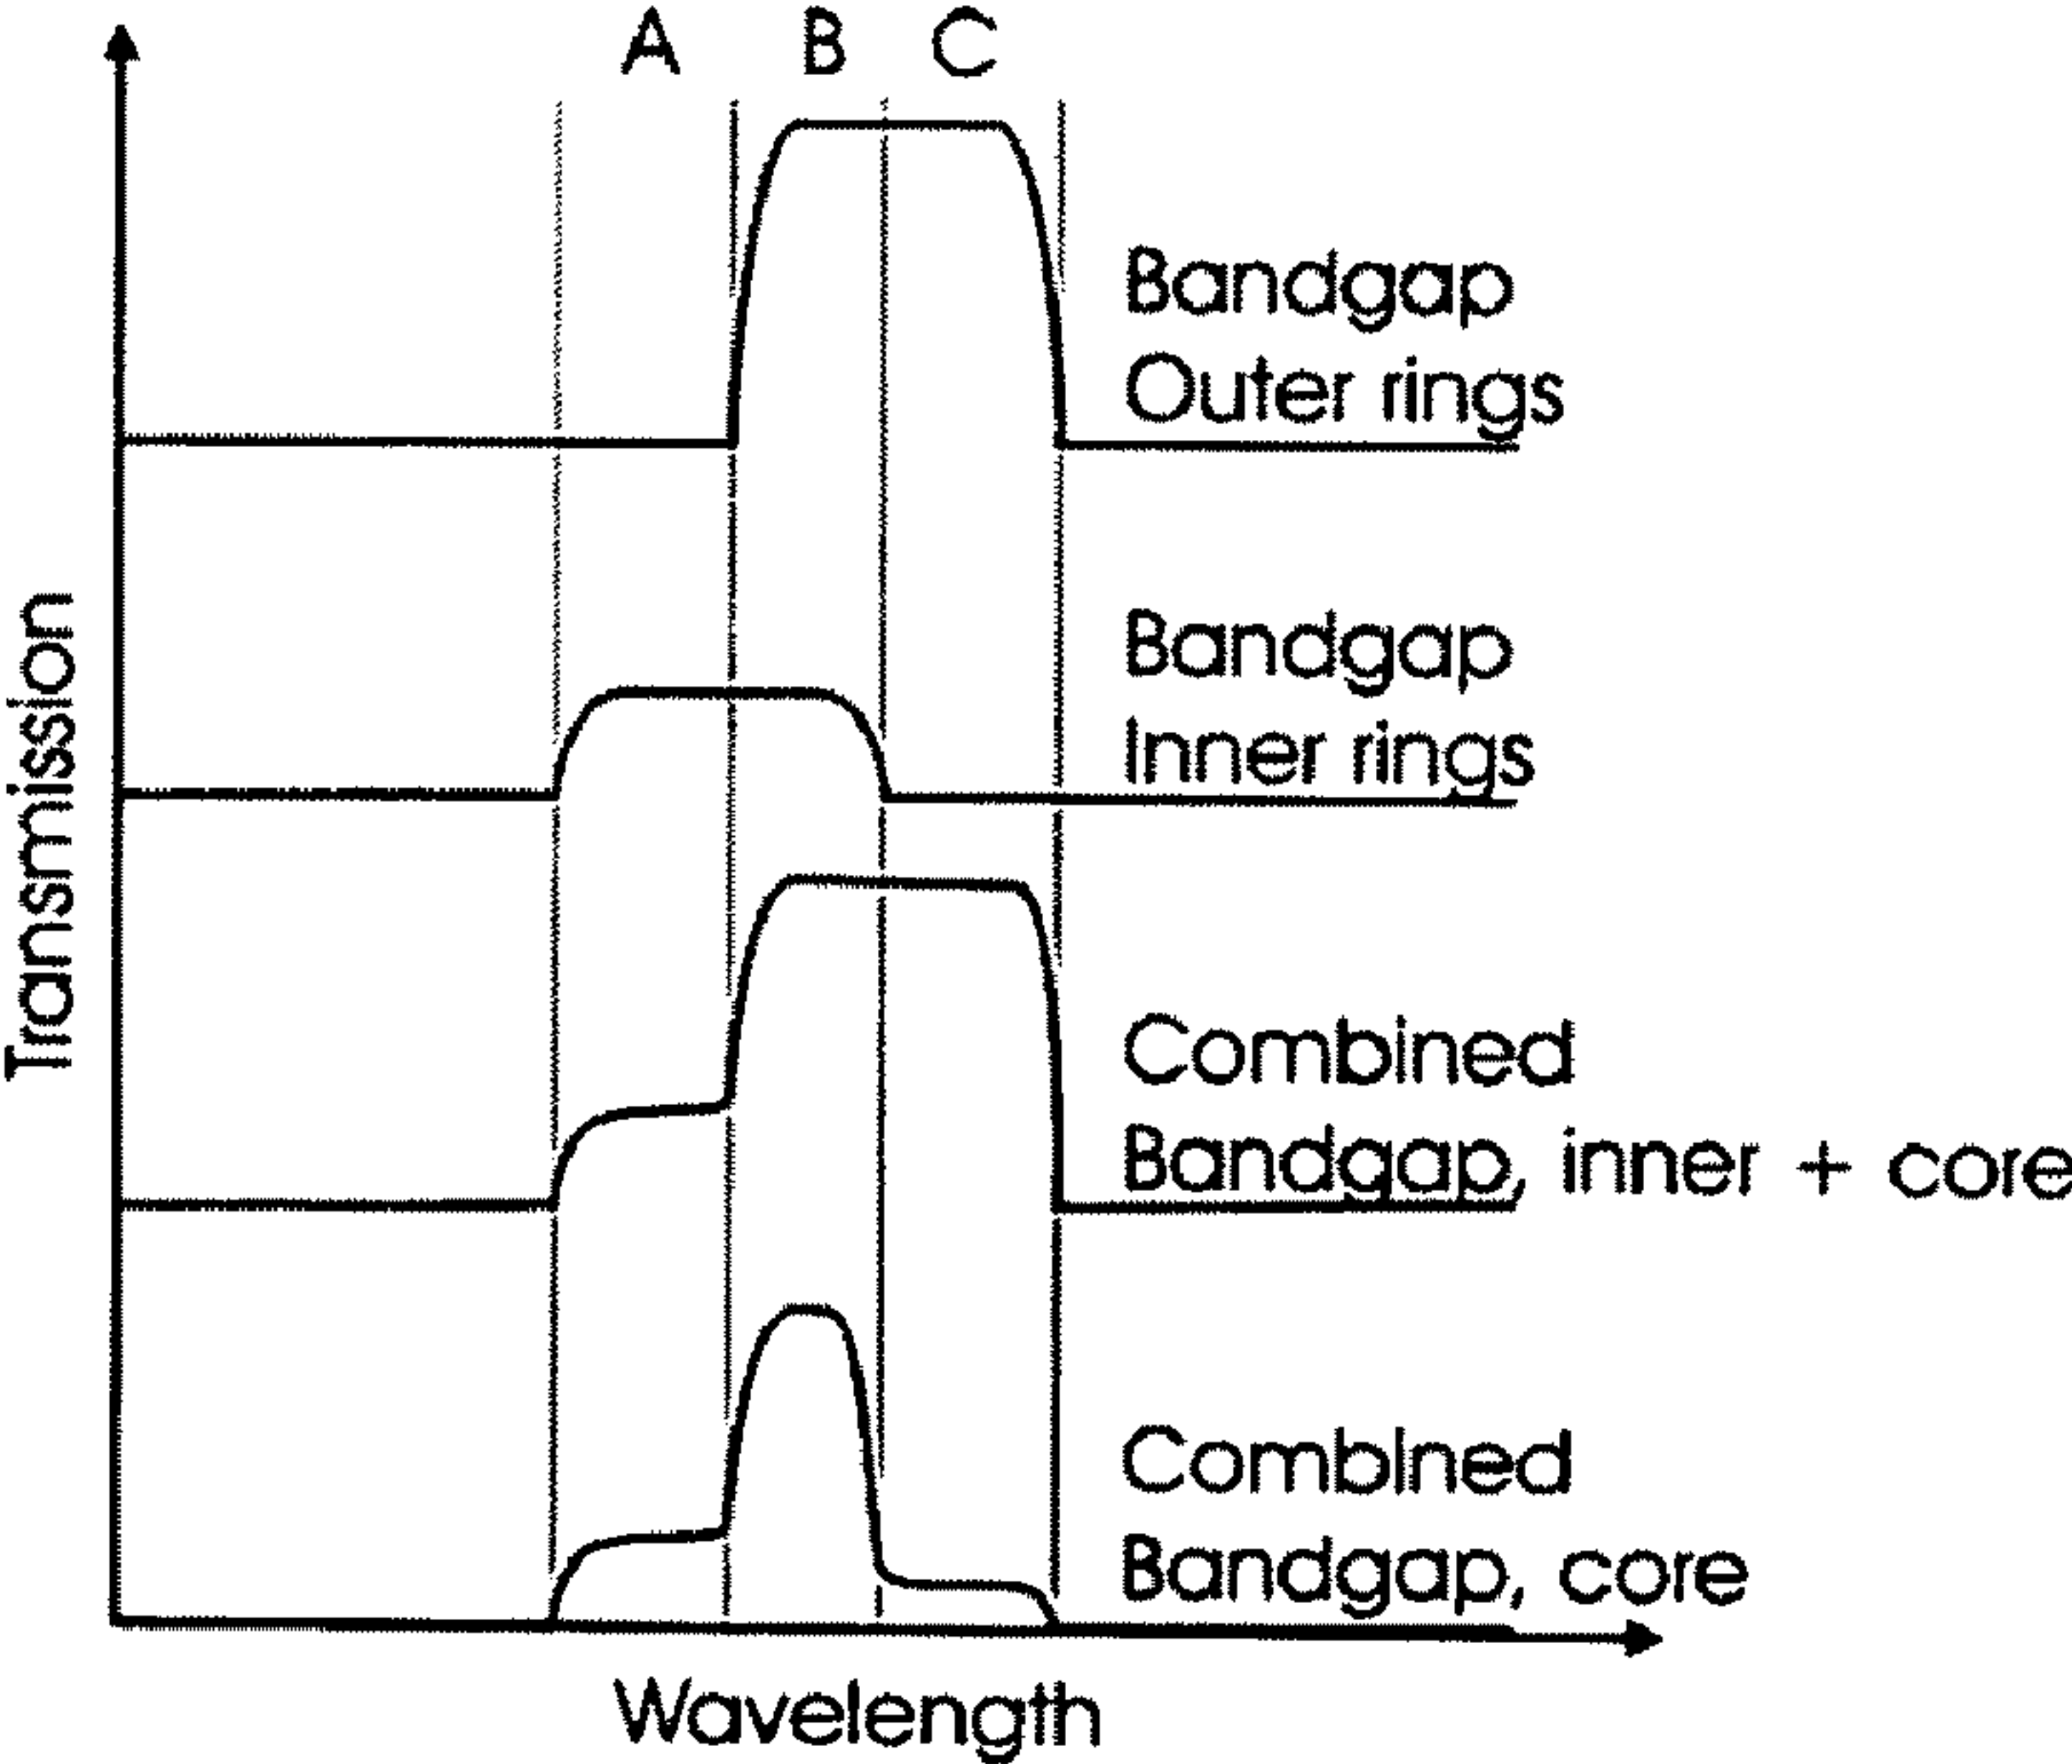 A B C
Bandgap
Outer rings
Bandgap
Inner rings
Transmission
Combined
Bandgap, inner + core
Combined
Bandgap, core
Wavelength